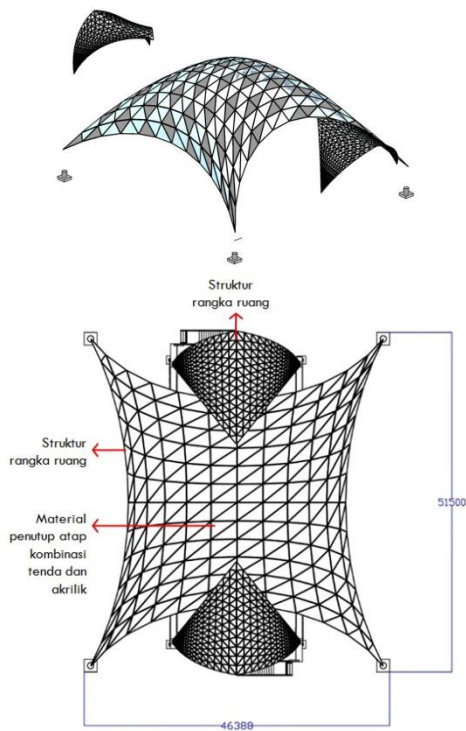 Struktur
rangka ruang
Struktur
rangka ruang
Material
penutup atap
kombinasi
tenda dan
akrilik
51500
46388